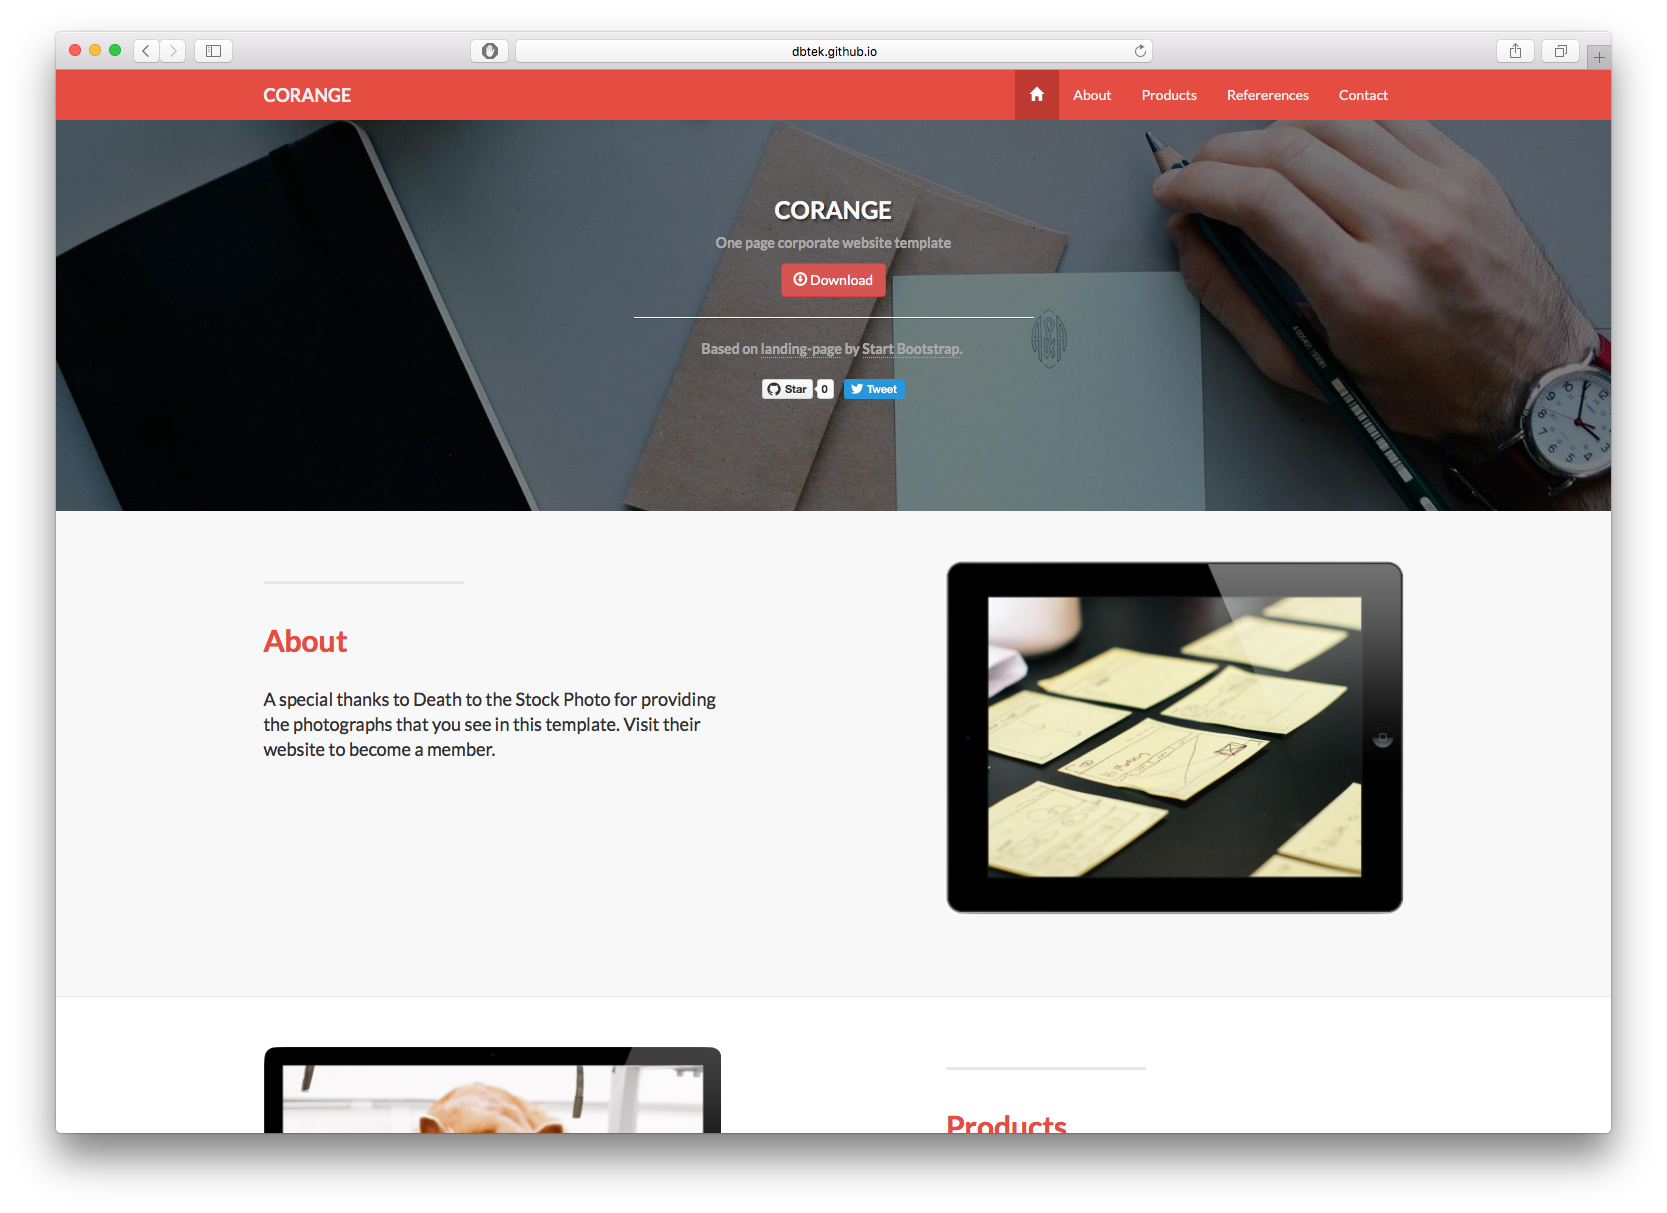 dbtek.github.io
CORANGE
About Products Refererences Contact
CORANGE
One page corporate website template
Download
Based on landing-page by Start Bootstrap.
Star 0 Tweet
About
A special thanks to Death to the Stock Photo for providing
the photographs that you see in this template. Visit their
website to become a member.
Products